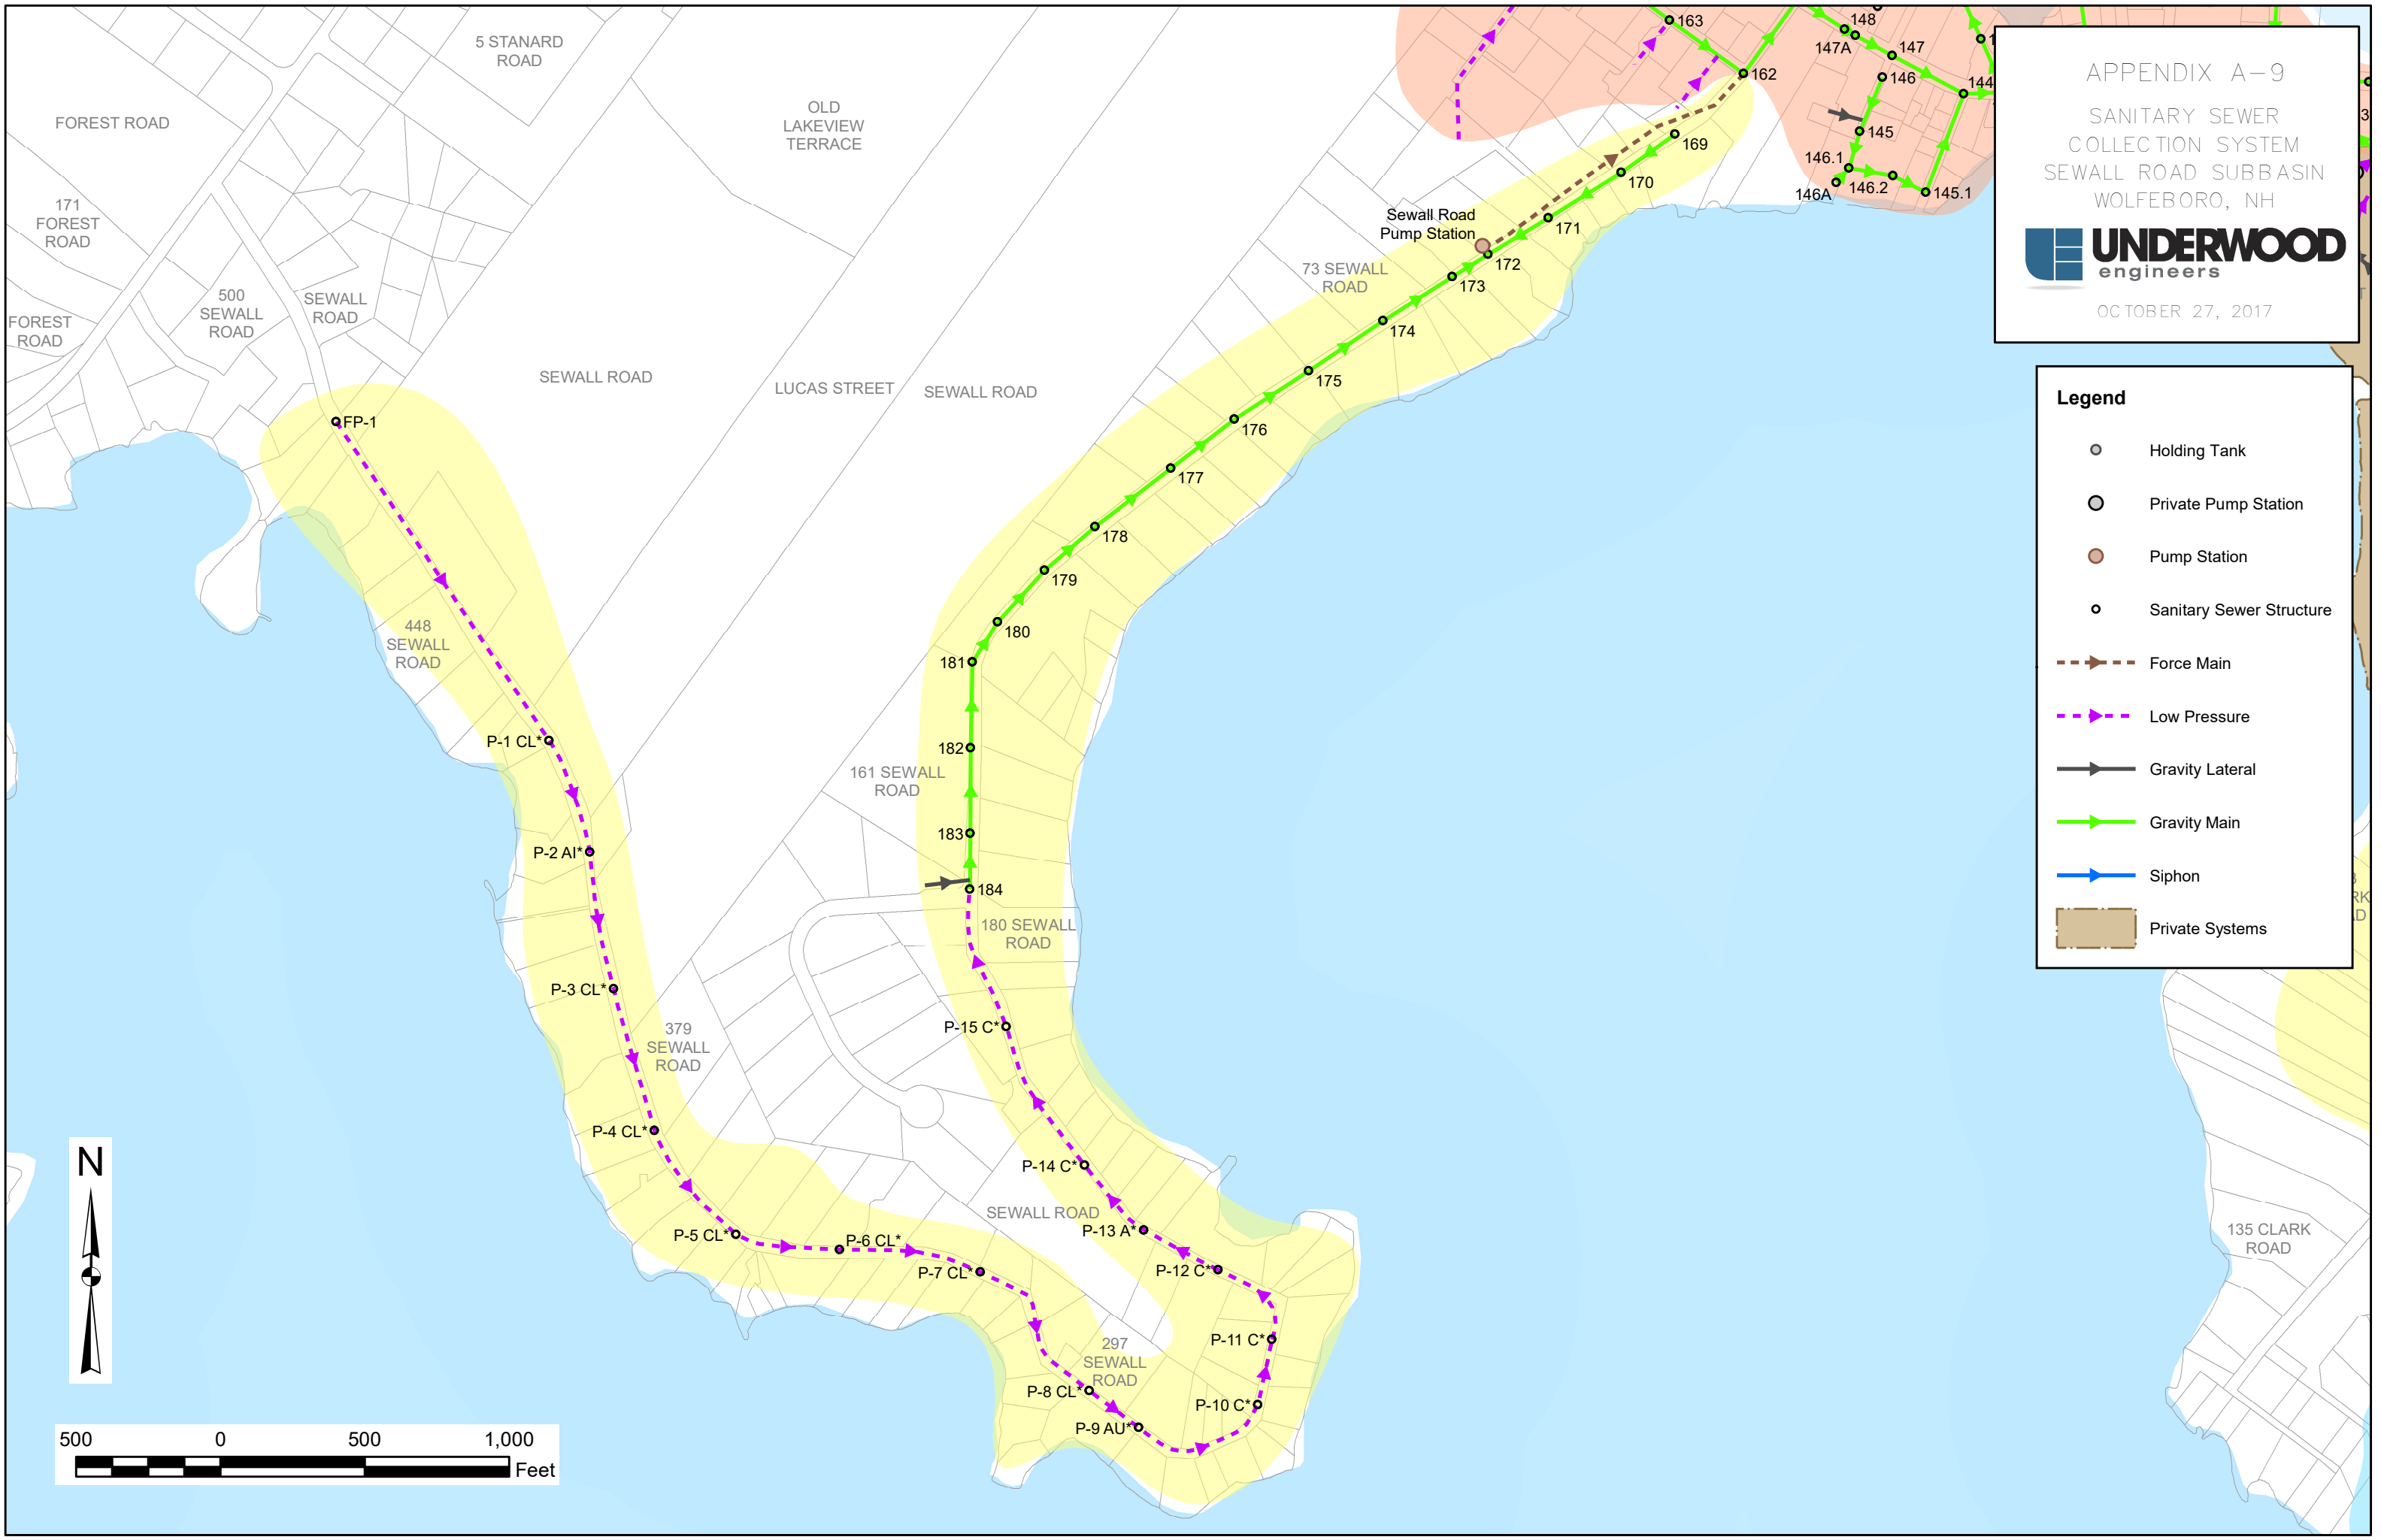 5 STANARD
ROAD
FOREST ROAD
OLD
LAKEVIEW
TERRACE
171
FOREST
ROAD
500
SEWALL
ROAD
SEWALL
ROAD
FOREST
ROAD
SEWALL ROAD
LUCAS STREET
SEWALL ROAD
73 SEWALL
ROAD
Sewall Road
Pump Station
163
162
148
147A
147
146
144
145
146.1
146A
146.2
145.1
169
170
171
172
173
174
175
176
177
178
179
180
181
182
183
184
FP-1
448
SEWALL
ROAD
P-1 CL*
P-2 AI*
P-3 CL*
P-4 CL*
P-5 CL*
P-6 CL*
P-7 CL*
P-8 CL*
P-9 AU*
P-10 C*
P-11 C*
P-12 C*
P-13 A*
P-14 C*
P-15 C*
161 SEWALL
ROAD
180 SEWALL
ROAD
379
SEWALL
ROAD
SEWALL ROAD
297
SEWALL
ROAD
135 CLARK
ROAD
APPENDIX A-9
SANITARY SEWER
COLLECTION SYSTEM
SEWALL ROAD SUBBASIN
WOLFEBORO, NH
UNDERWOOD
engineers
OCTOBER 27, 2017
Legend
Holding Tank
Private Pump Station
Pump Station
Sanitary Sewer Structure
Force Main
Low Pressure
Gravity Lateral
Gravity Main
Siphon
Private Systems
N
500 0 500 1,000
Feet